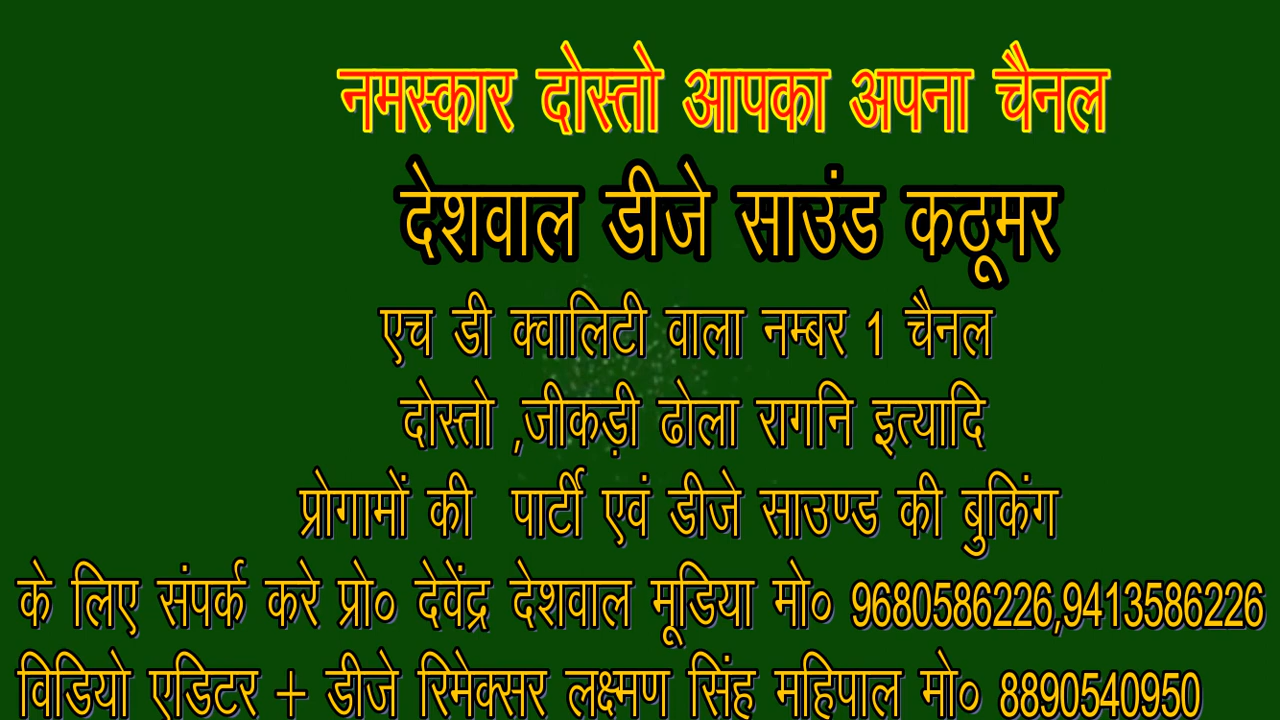 नमस्कार दोस्तो आपका अपना चैनल
देशवाल डीजे साउंड कठूमर
एच डी क्वालिटी वाला नम्बर 1 चैनल
दोस्तो ,जीकड़ी ढोला रागनि इत्यादि
प्रोगामों की पार्टी एवं डीजे साउण्ड की बुकिंग
के लिए संपर्क करे प्रो० देवेंद्र देशवाल मूडिया मो० 9680586226,9413586226
विडियो एडिटर + डीजे रिमेक्सर लक्ष्मण सिंह महिपाल मो० 8890540950